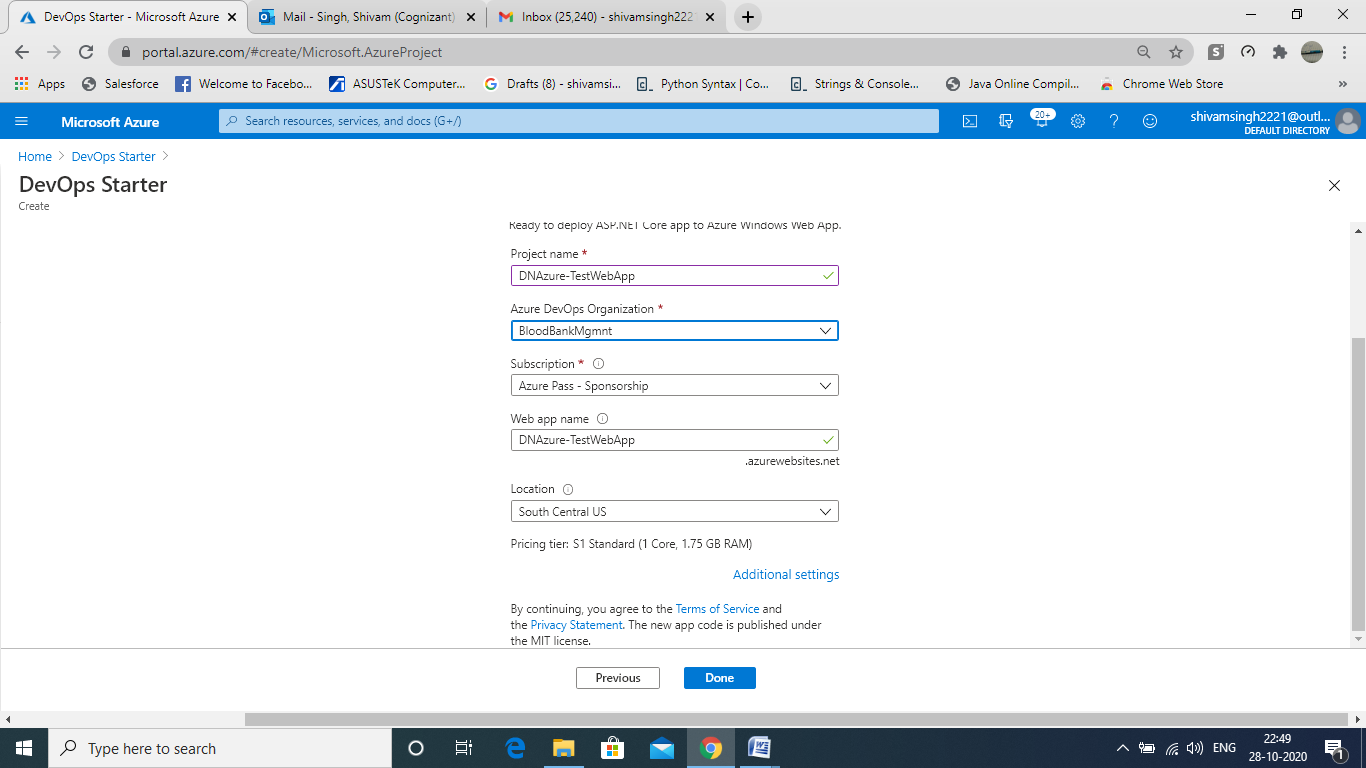 DevOps Starter - Microsoft Azure
Mail - Singh, Shivam (Cognizant)
Inbox (25,240) - shivamsingh222
portal.azure.com/#create/Microsoft.AzureProject
Apps
Salesforce
Welcome to Facebo...
ASUSTeK Computer...
Drafts (8) - shivamsi...
Python Syntax | Co...
Strings & Console...
Java Online Compil...
Chrome Web Store
»
Microsoft Azure
Search resources, services, and docs (G+/)
20+
shivamsingh2221@outl...
DEFAULT DIRECTORY
Home > DevOps Starter >
DevOps Starter
Create
Ready to deploy ASP.NET Core app to Azure Windows Web App.
Project name *
DNAzure-TestWebApp
Azure DevOps Organization *
BloodBankMgmnt
Subscription *
Azure Pass - Sponsorship
Web app name
DNAzure-TestWebApp
.azurewebsites.net
Location
South Central US
Pricing tier: S1 Standard (1 Core, 1.75 GB RAM)
Additional settings
By continuing, you agree to the Terms of Service and
the Privacy Statement. The new app code is published under
the MIT license.
Previous
Done
Type here to search
ENG
22:49
28-10-2020
1